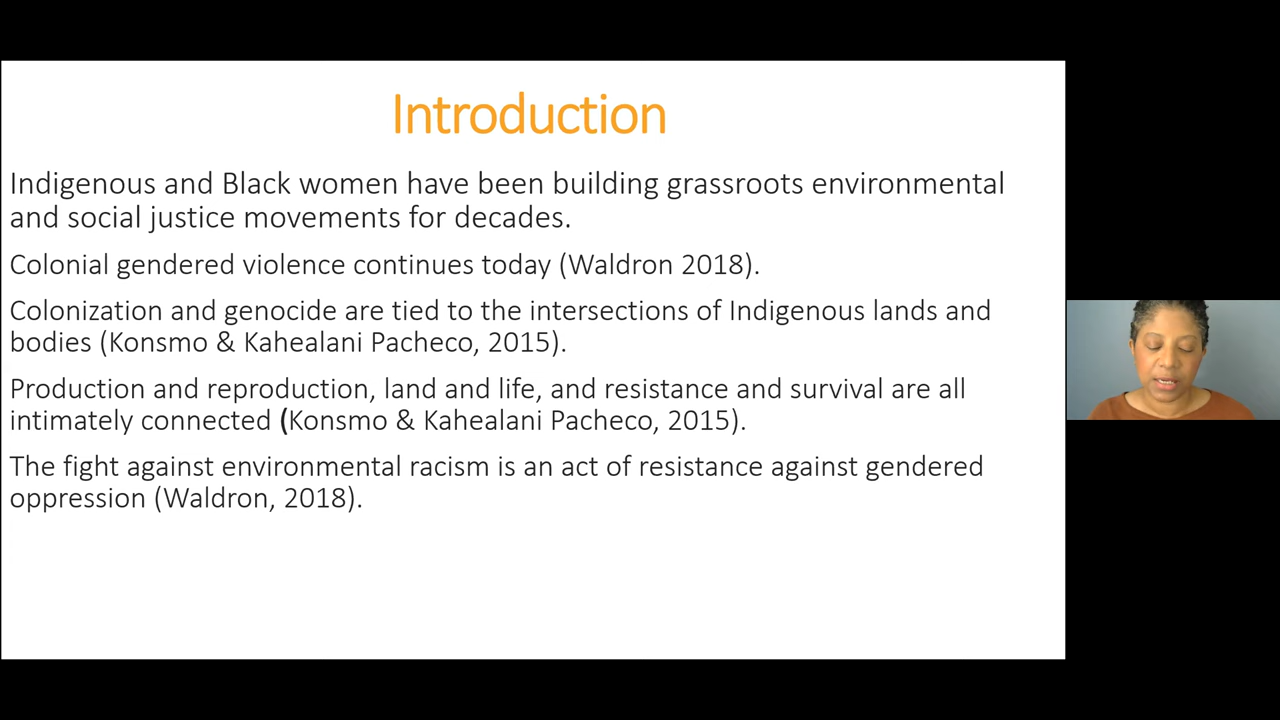 Introduction
Indigenous and Black women have been building grassroots environmental
and social justice movements for decades.
Colonial gendered violence continues today (Waldron 2018).
Colonization and genocide are tied to the intersections of Indigenous lands and
bodies (Konsmo & Kahealani Pacheco, 2015).
Production and reproduction, land and life, and resistance and survival are all
intimately connected (Konsmo & Kahealani Pacheco, 2015).
The fight against environmental racism is an act of resistance against gendered
oppression (Waldron, 2018).